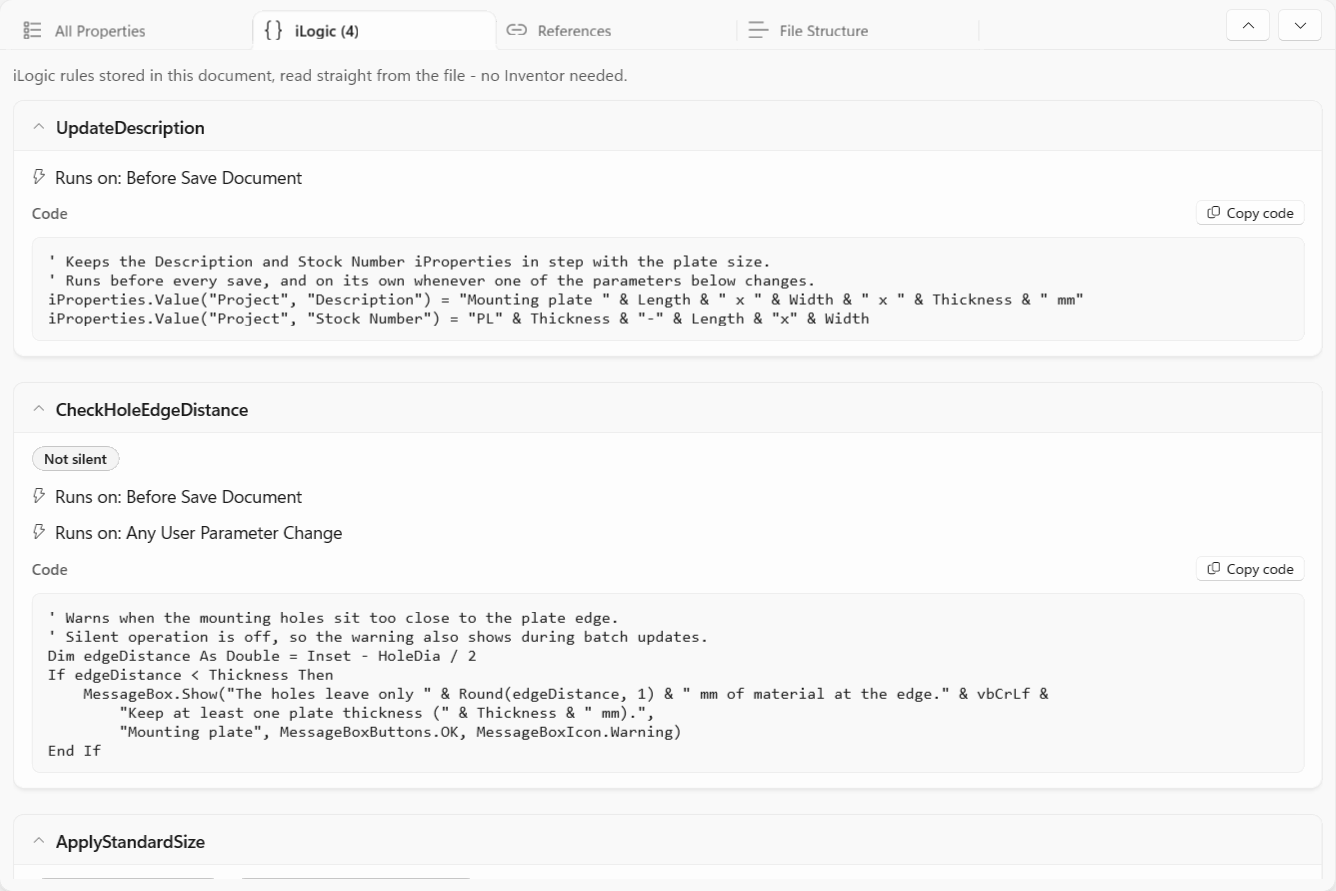 All Properties
iLogic (4)
References
File Structure
iLogic rules stored in this document, read straight from the file - no Inventor needed.
UpdateDescription
Runs on: Before Save Document
Code
Copy code
' Keeps the Description and Stock Number iProperties in step with the plate size.
' Runs before every save, and on its own whenever one of the parameters below changes.
iProperties.Value("Project", "Description") = "Mounting plate " & Length & " x " & Width & " x " & Thickness & " mm"
iProperties.Value("Project", "Stock Number") = "PL" & Thickness & "-" & Length & "x" & Width
CheckHoleEdgeDistance
Not silent
Runs on: Before Save Document
Runs on: Any User Parameter Change
Code
Copy code
' Warns when the mounting holes sit too close to the plate edge.
' Silent operation is off, so the warning also shows during batch updates.
Dim edgeDistance As Double = Inset - HoleDia / 2
If edgeDistance < Thickness Then
    MessageBox.Show("The holes leave only " & Round(edgeDistance, 1) & " mm of material at the edge." & vbCrLf &
        "Keep at least one plate thickness (" & Thickness & " mm).",
        "Mounting plate", MessageBoxButtons.OK, MessageBoxIcon.Warning)
End If
ApplyStandardSize